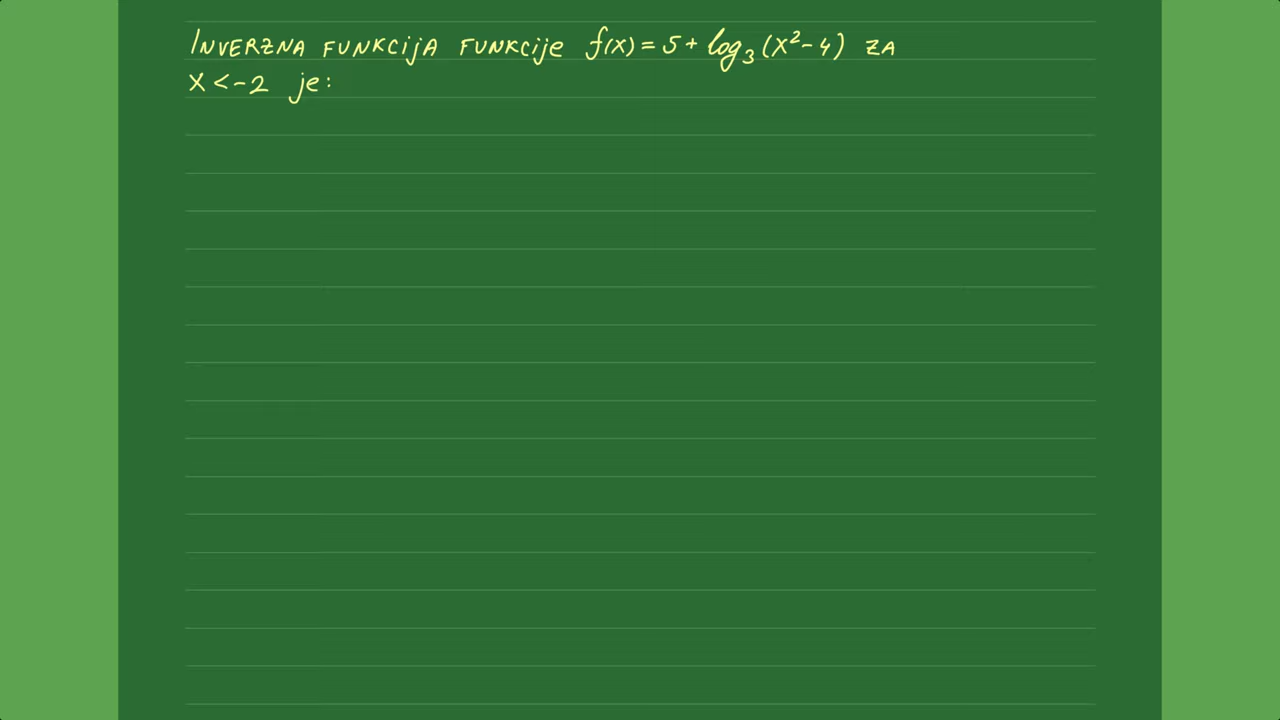 INVERZNA FUNKCIJA FUNKCIJE f(x) = 5 + log₃(x² - 4) ZA
x < -2 je: